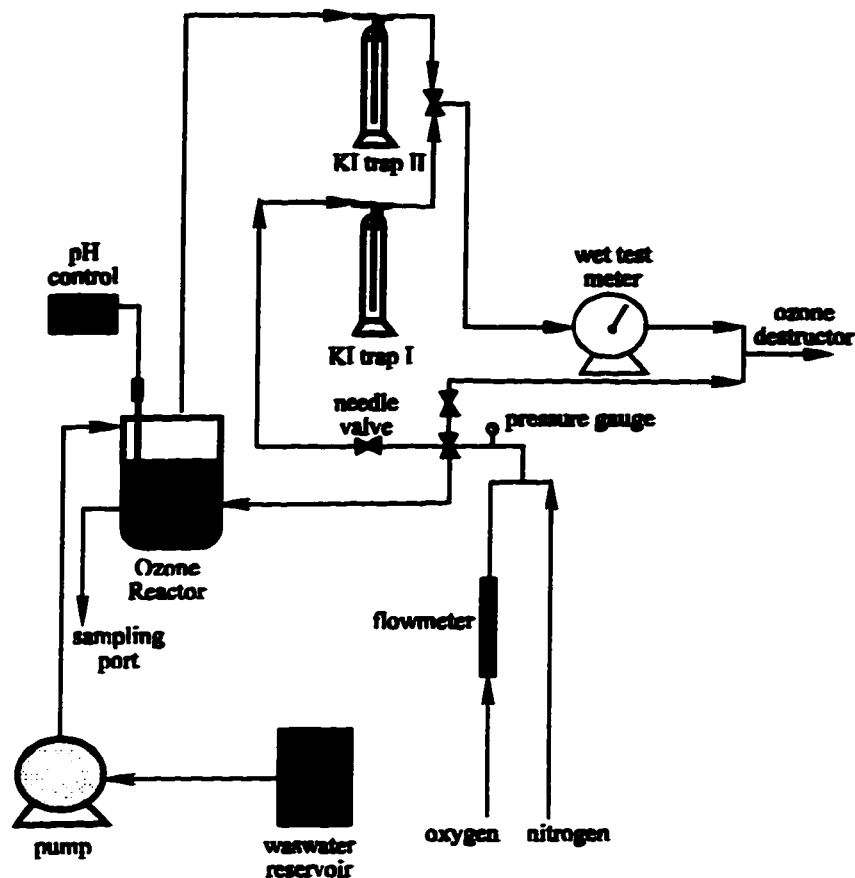 KI trap II
pH
control
wet test
meter
ozone
destructor
KI trap I
needle
valve
pressure gauge
Ozone
Reactor
flowmeter
sampling
port
oxygen
nitrogen
pump
waswater
reservoir